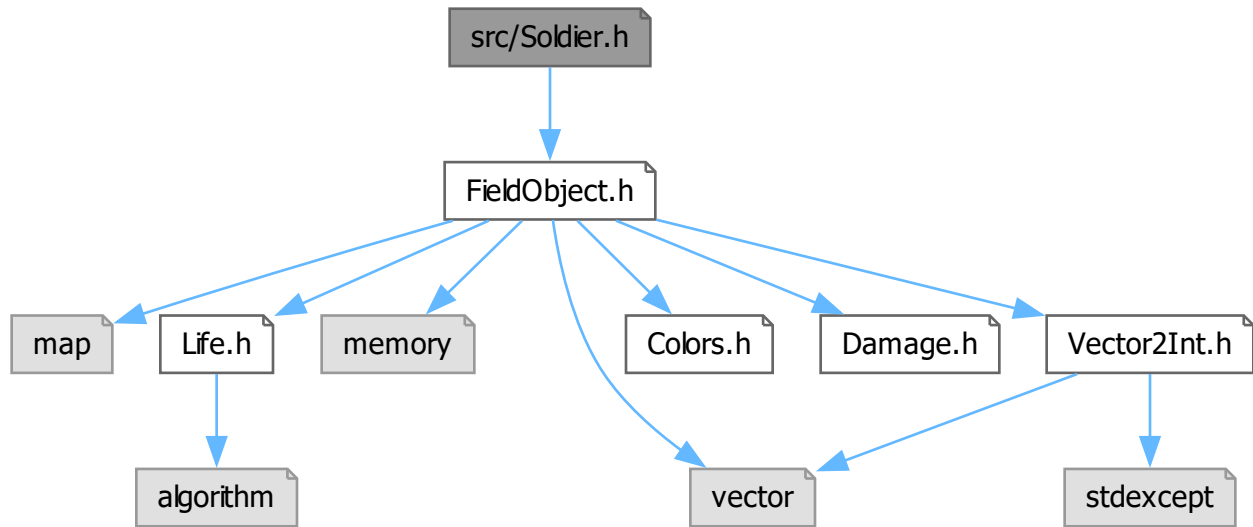 src/Soldier.h
FieldObject.h
map
Life.h
memory
Colors.h
Damage.h
Vector2Int.h
algorithm
vector
stdexcept